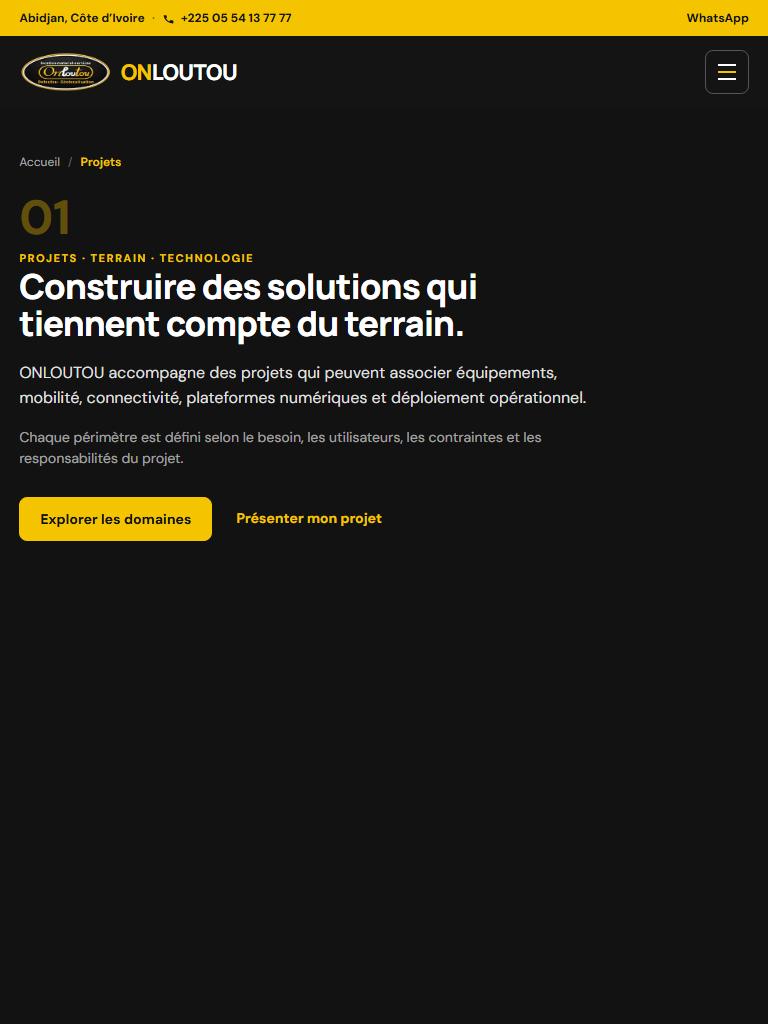 Abidjan, Côte d’Ivoire · +225 05 54 13 77 77
WhatsApp
Onloutou
ONLOUTOU
Accueil / Projets
01
PROJETS · TERRAIN · TECHNOLOGIE
Construire des solutions qui
tiennent compte du terrain.
ONLOUTOU accompagne des projets qui peuvent associer équipements,
mobilité, connectivité, plateformes numériques et déploiement opérationnel.
Chaque périmètre est défini selon le besoin, les utilisateurs, les contraintes et les
responsabilités du projet.
Explorer les domaines
Présenter mon projet